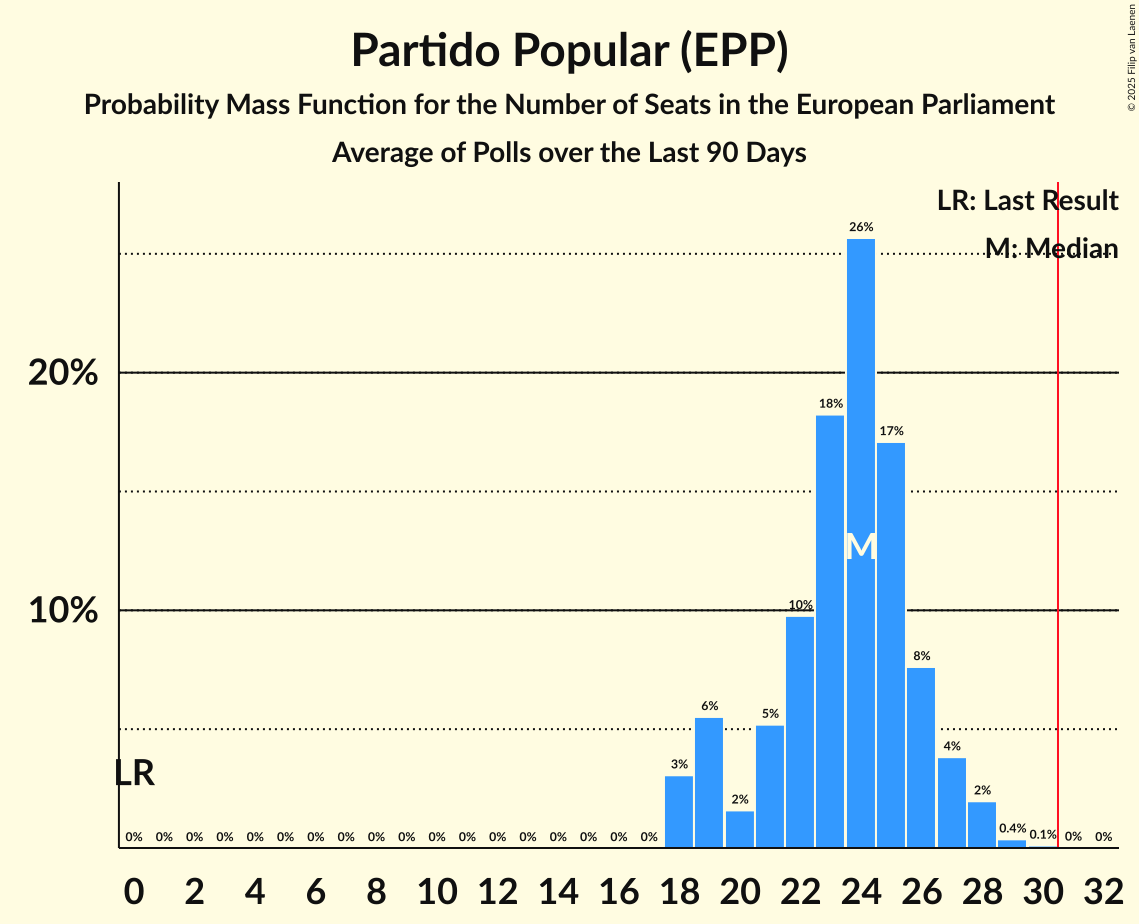 Partido Popular (EPP)
Probability Mass Function for the Number of Seats in the European Parliament
Average of Polls over the Last 90 Days
© 2025 Filip van Laenen
LR: Last Result
M: Median
26%
20%
18%
17%
M
10%
10%
8%
6%
5%
4%
LR
3%
2%
2%
0.4%
0.1%
0% 0% 0% 0% 0% 0% 0% 0% 0% 0% 0% 0% 0% 0% 0% 0% 0% 0% 0% 0%
0 2 4 6 8 10 12 14 16 18 20 22 24 26 28 30 32